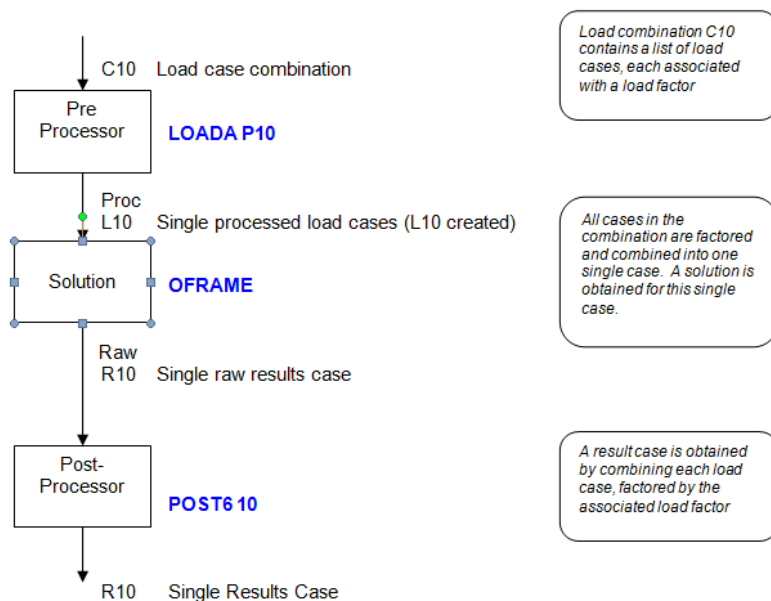 Load combination C10
contains a list of load
cases, each associated
with a load factor
C10 Load case combination
Pre
Processor
LOADA P10
Proc
L10 Single processed load cases (L10 created)
All cases in the
combination are factored
and combined into one
single case. A solution is
obtained for this single
case.
Solution
OFRAME
Raw
R10 Single raw results case
A result case is obtained
by combining each load
case, factored by the
associated load factor
Post-
Processor
POST6 10
R10 Single Results Case